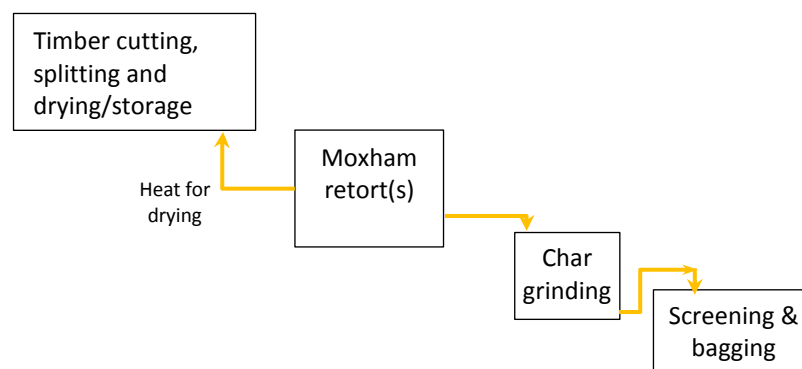 Timber cutting,
splitting and
drying/storage
Moxham
retort(s)
Heat for
drying
Char
grinding
Screening &
bagging